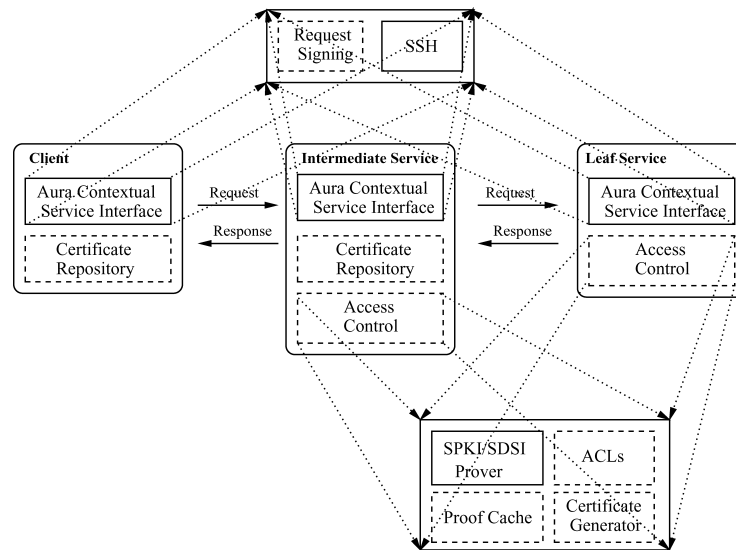 Request
Signing
SSH
Client
Aura Contextual
Service Interface
Certificate
Repository
Request
Response
Intermediate Service
Aura Contextual
Service Interface
Certificate
Repository
Access
Control
Request
Response
Leaf Service
Aura Contextual
Service Interface
Access
Control
SPKI/SDSI
Prover
ACLs
Proof Cache
Certificate
Generator